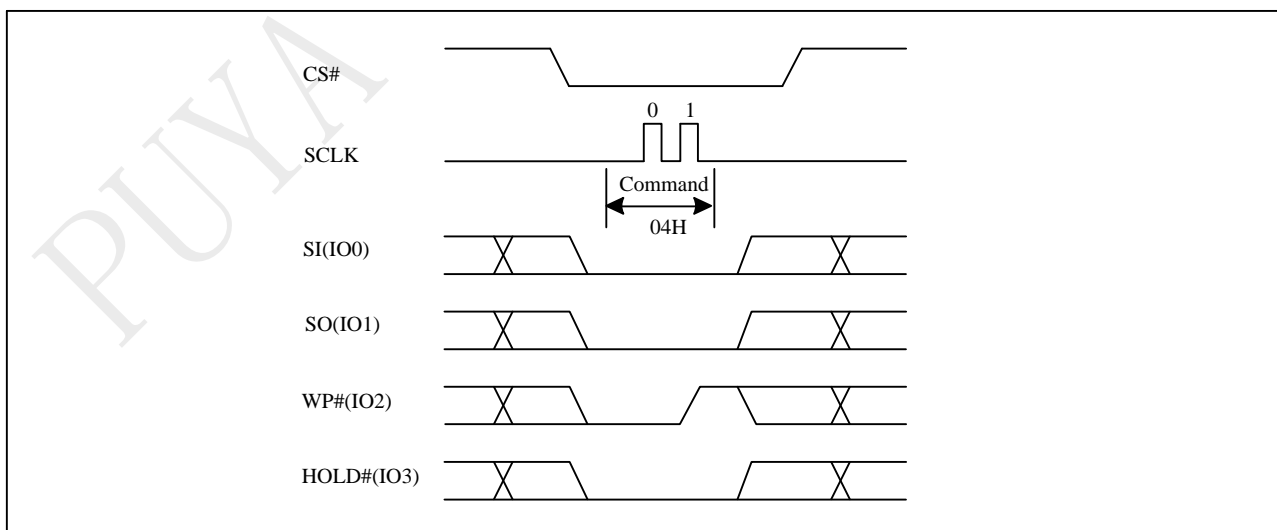 PUYA
CS#
0 1
SCLK
Command
04H
SI(IO0)
SO(IO1)
WP#(IO2)
HOLD#(IO3)